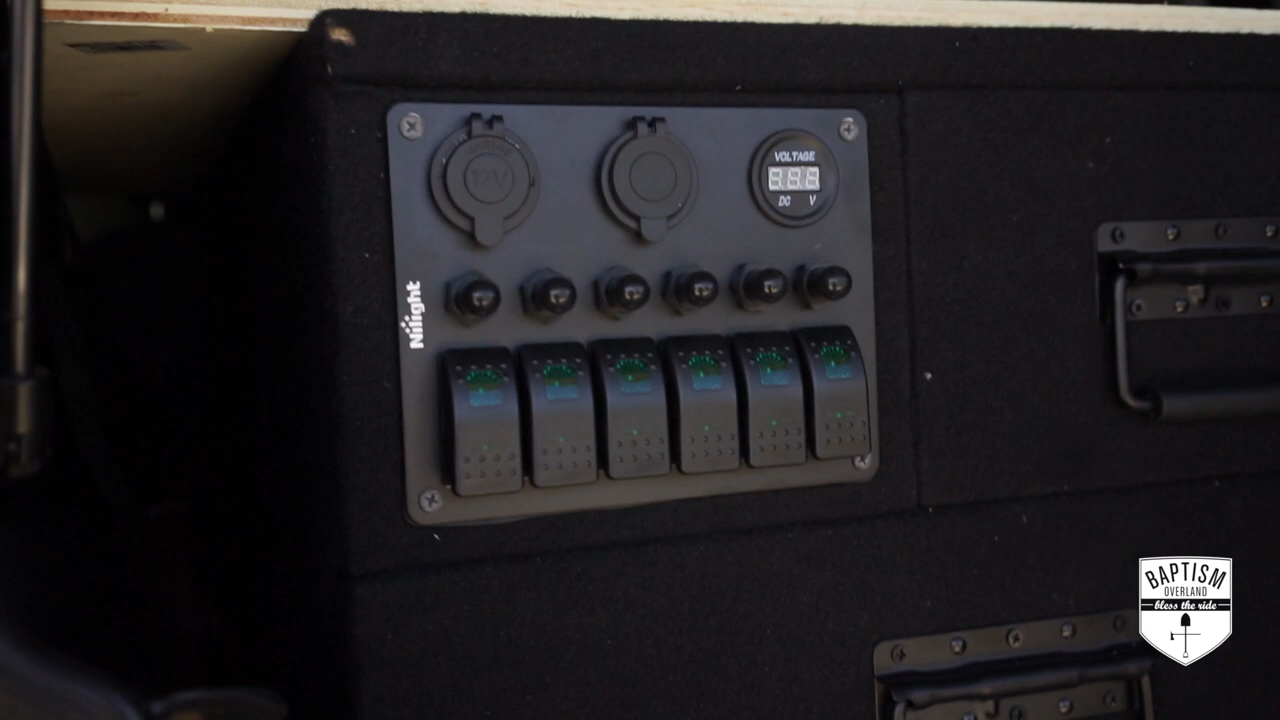 12V
VOLTAGE
DC V
Nilight
BAPTISM
OVERLAND
bless the ride